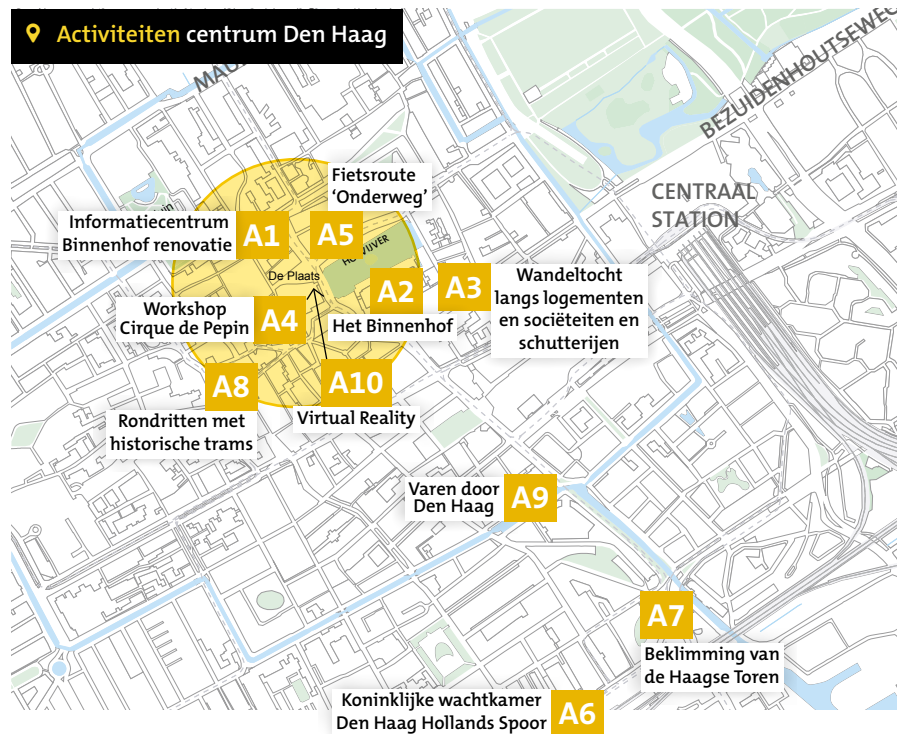 Activiteiten centrum Den Haag
BEZUIDENHOUTSEWEG
CENTRAAL
STATION
Fietsroute
'Onderweg'
Informatiecentrum
Binnenhof renovatie
A1
A5
De Plaats
A2
Het Binnenhof
A3
Wandeltocht
langs logementen
en sociëteiten en
schutterijen
Workshop
Cirque de Pepin
A4
A8
Rondritten met
historische trams
A10
Virtual Reality
Varen door
Den Haag
A9
A7
Beklimming van
de Haagse Toren
Koninklijke wachtkamer
Den Haag Hollands Spoor
A6